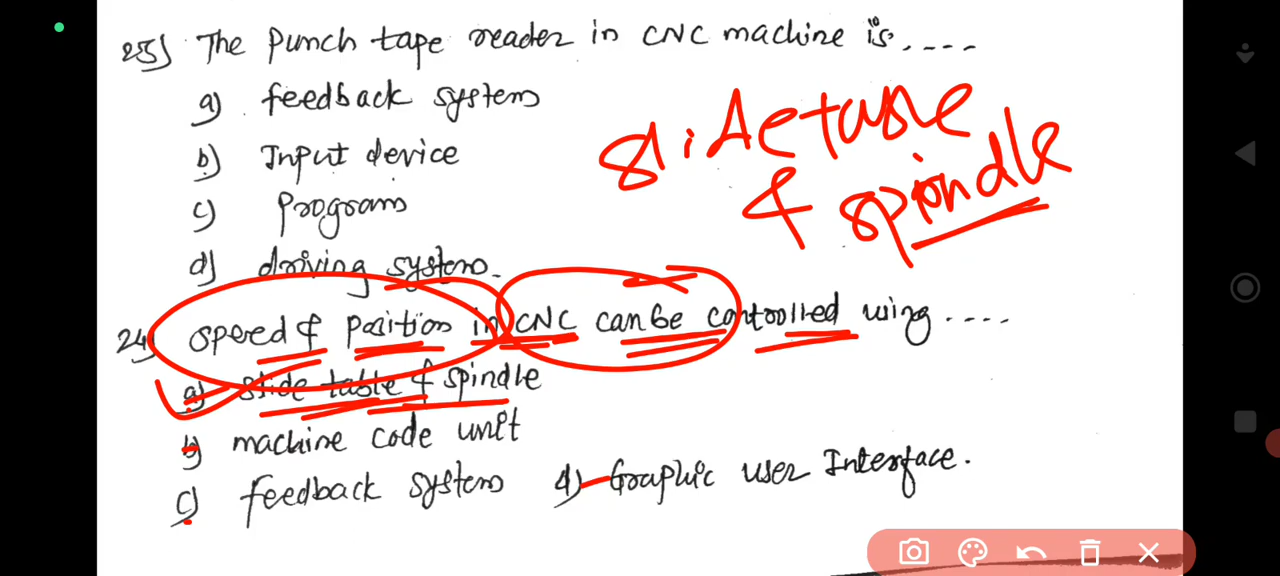 25) The punch tape reader in CNC machine is.....
a) feedback system
b) Input device
c) Program
d) driving system.
Slide table
& spindle
24) speed & position in CNC can be controlled using ....
a) slide table & spindle
b) machine code unit
c) feedback system d) Graphic user Interface.